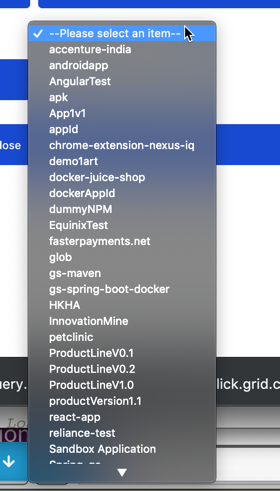 --Please select an item--
accenture-india
androidapp
AngularTest
apk
App1v1
appId
chrome-extension-nexus-iq
demo1art
docker-juice-shop
dockerAppId
dummyNPM
EquinixTest
fasterpayments.net
glob
gs-maven
gs-spring-boot-docker
HKHA
InnovationMine
petclinic
ProductLineV0.1
ProductLineV0.2
ProductLineV1.0
productVersion1.1
react-app
reliance-test
Sandbox Application
lose
uery.
lick.grid.c